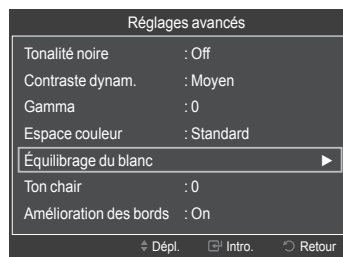 Réglages avancés
Tonalité noire : Off
Contraste dynam. : Moyen
Gamma : 0
Espace couleur : Standard
Équilibrage du blanc ►
Ton chair : 0
Amélioration des bords : On
Dépl. Intro. Retour